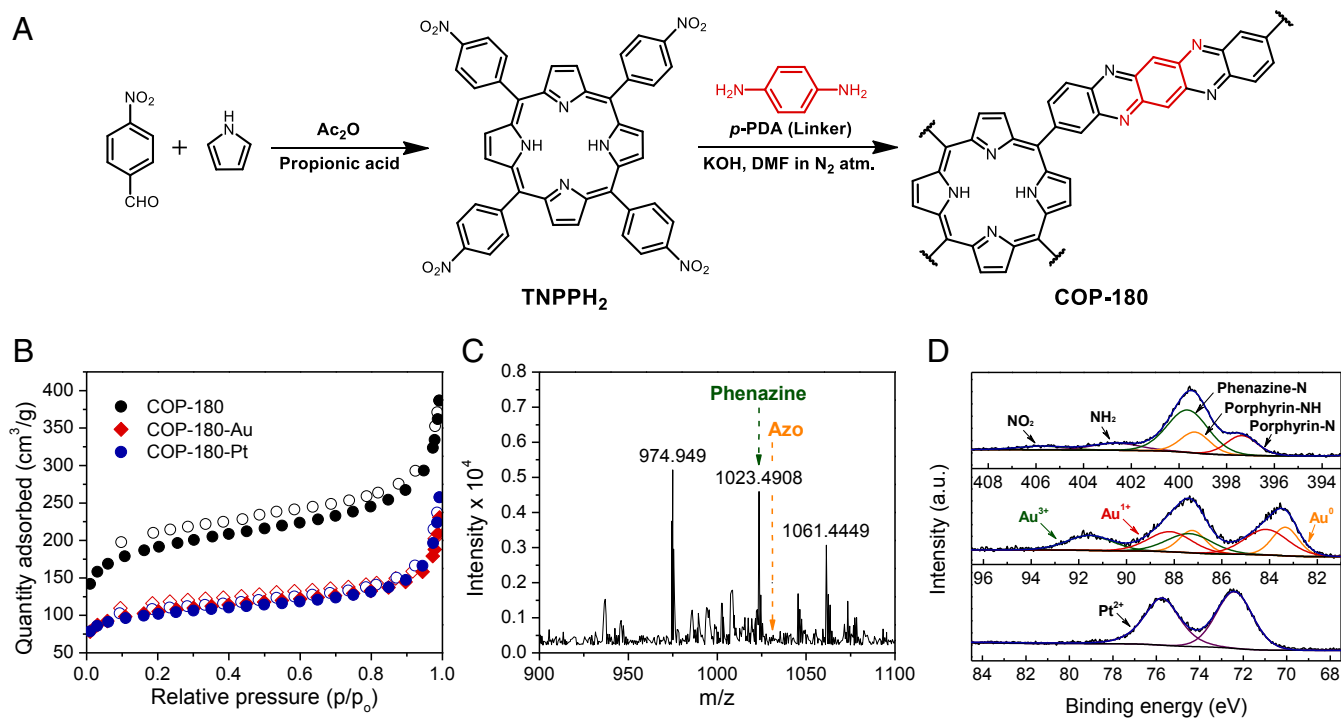 A
NO₂
CHO
+
H
N
Ac₂O
Propionic acid
O₂N
NO₂
N
NH
HN
N
O₂N
NO₂
TNPPH₂
H₂N
NH₂
p-PDA (Linker)
KOH, DMF in N₂ atm.
N
N
N
N
N
NH
HN
N
COP-180
B
Quantity adsorbed (cm³/g)
400
350
300
250
200
150
100
50
COP-180
COP-180-Au
COP-180-Pt
0.0 0.2 0.4 0.6 0.8 1.0
Relative pressure (p/pₒ)
C
Intensity x 10⁴
0.8
0.7
0.6
0.5
0.4
0.3
0.2
0.1
0.0
Phenazine
Azo
974.949
1023.4908
1061.4449
900 950 1000 1050 1100
m/z
D
Intensity (a.u.)
NO₂
NH₂
Phenazine-N
Porphyrin-NH
Porphyrin-N
408 406 404 402 400 398 396 394
Au³⁺
Au¹⁺
Au⁰
96 94 92 90 88 86 84 82
Pt²⁺
84 82 80 78 76 74 72 70 68
Binding energy (eV)